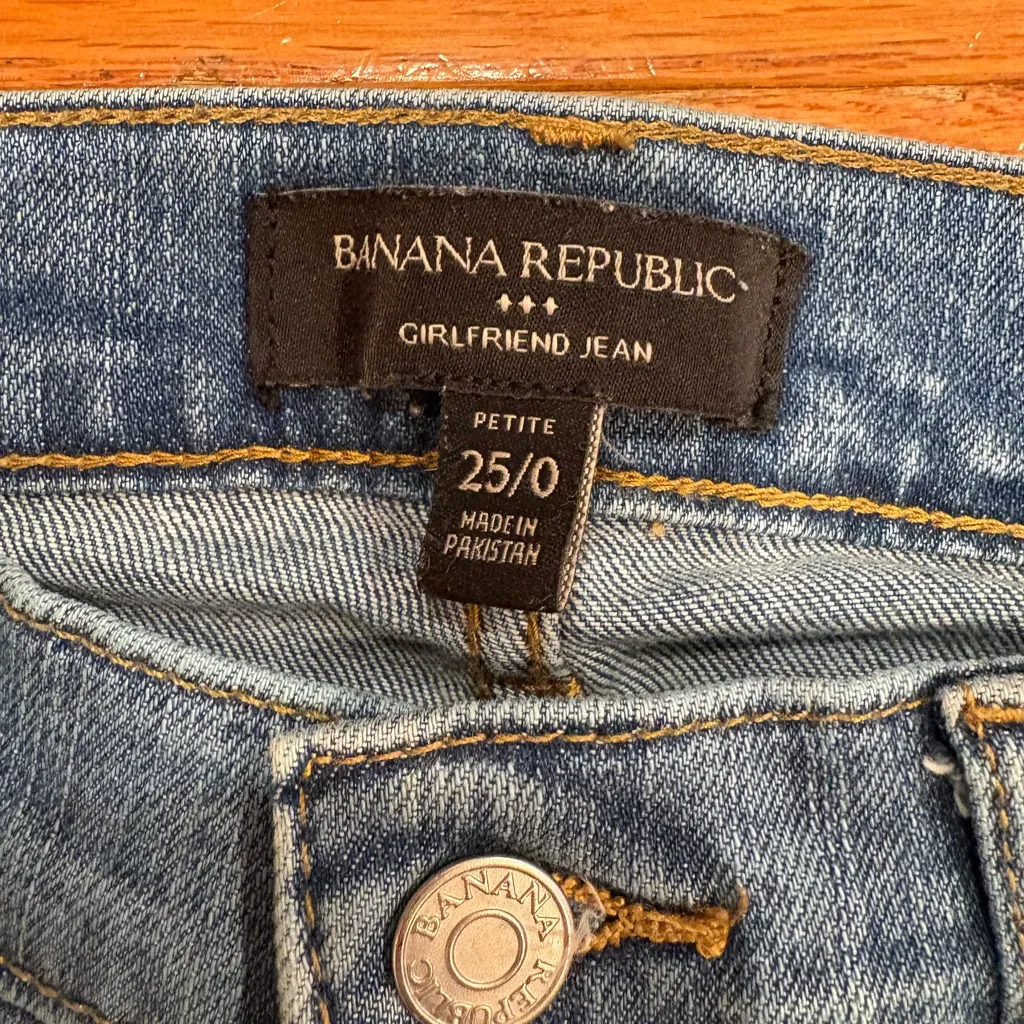 BANANA REPUBLIC
GIRLFRIEND JEAN
PETITE
25/0
MADE IN
PAKISTAN
BANANA REPUBLIC